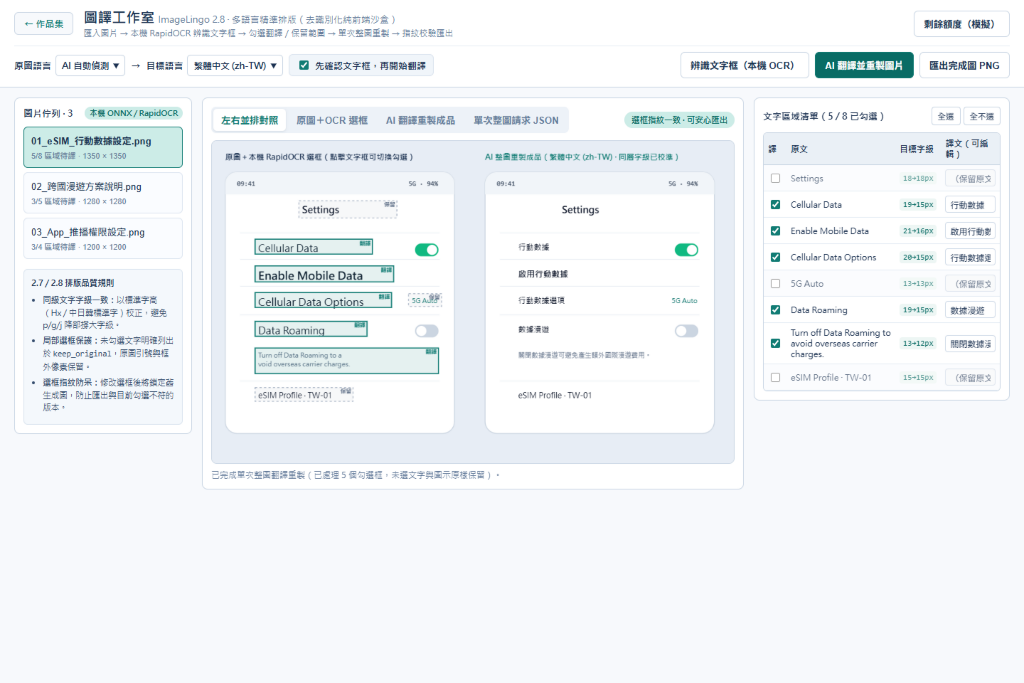 ← 作品集
圖譯工作室 ImageLingo 2.8 · 多語言精準排版（去識別化純前端沙盒）
匯入圖片 → 本機 RapidOCR 辨識文字框 → 勾選翻譯 / 保留範圍 → 單次整圖重製 → 指紋校驗匯出
剩餘額度（模擬）
原圖語言 AI 自動偵測 ▼ → 目標語言 繁體中文 (zh-TW) ▼ 先確認文字框，再開始翻譯
辨識文字框（本機 OCR） AI 翻譯並重製圖片 匯出完成圖 PNG
圖片佇列 · 3 本機 ONNX / RapidOCR
01_eSIM_行動數據設定.png
5/8 區域待譯 · 1350 × 1350
02_跨國漫遊方案說明.png
3/5 區域待譯 · 1280 × 1280
03_App_推播權限設定.png
3/4 區域待譯 · 1200 × 1200
2.7 / 2.8 排版品質規則
• 同級文字字級一致：以標準字高
（Hx / 中日韓標準字）校正，避免
p/g/j 降部撐大字級。
• 局部選框保護：未勾選文字明確列出
於 keep_original，原圖引號與框
外像素保留。
• 選框指紋防呆：修改選框後將鎖定舊
生成圖，防止匯出與目前勾選不符的
版本。
左右並排對照 原圖＋OCR 選框 AI 翻譯重製成品 單次整圖請求 JSON 選框指紋一致 · 可安心匯出
原圖 + 本機 RapidOCR 選框（點擊文字框可切換勾選）
09:41 5G · 94%
Settings 保留
Cellular Data 翻譯
Enable Mobile Data 翻譯
Cellular Data Options 翻譯 5G Auto 保留
Data Roaming 翻譯
Turn off Data Roaming to a 翻譯
void overseas carrier charges.
eSIM Profile · TW-01 保留
AI 整圖重製成品（繁體中文 (zh-TW) · 同層字級已校準）
09:41 5G · 94%
Settings
行動數據
啟用行動數據
行動數據選項 5G Auto
數據漫遊
關閉數據漫遊可避免產生額外國際漫遊費用。
eSIM Profile · TW-01
已完成單次整圖翻譯重製（已處理 5 個勾選框，未選文字與圖示原樣保留）。
文字區域清單（ 5 / 8 已勾選） 全選 全不選
譯 原文 目標字級 譯文（可編
輯）
Settings 18→18px （保留原文
Cellular Data 19→15px 行動數據
Enable Mobile Data 21→16px 啟用行動數
Cellular Data Options 20→15px 行動數據選
5G Auto 13→13px （保留原文
Data Roaming 19→15px 數據漫遊
Turn off Data Roaming to
avoid overseas carrier
charges. 13→12px 關閉數據漫
eSIM Profile · TW-01 15→15px （保留原文